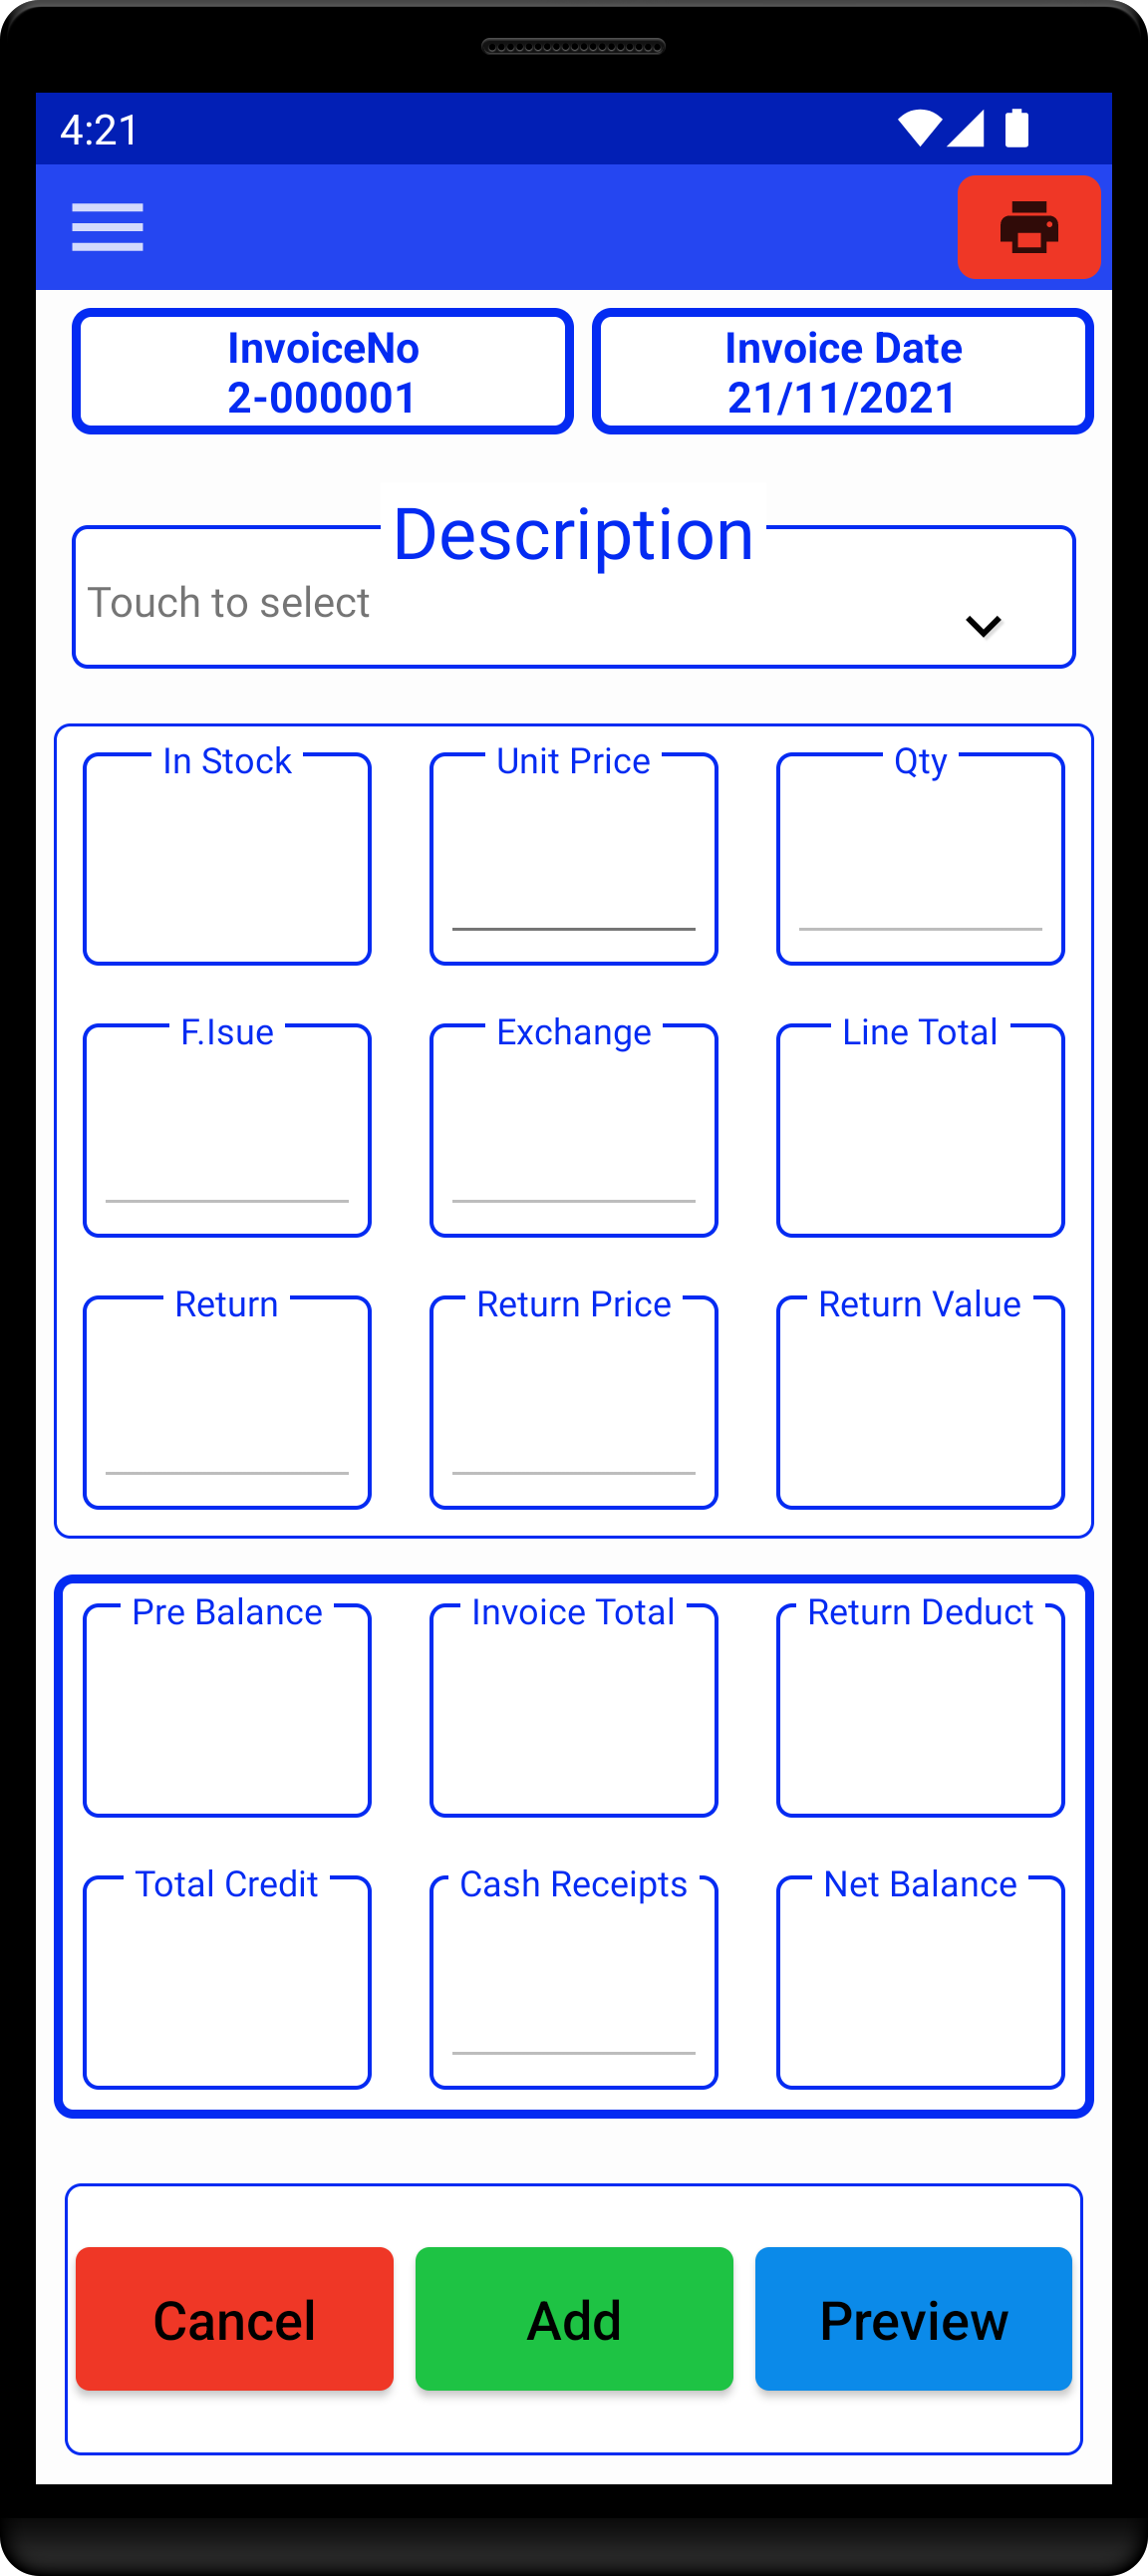 4:21
InvoiceNo
2-000001
Invoice Date
21/11/2021
Description
Touch to select
In Stock
Unit Price
Qty
F.Isue
Exchange
Line Total
Return
Return Price
Return Value
Pre Balance
Invoice Total
Return Deduct
Total Credit
Cash Receipts
Net Balance
Cancel
Add
Preview